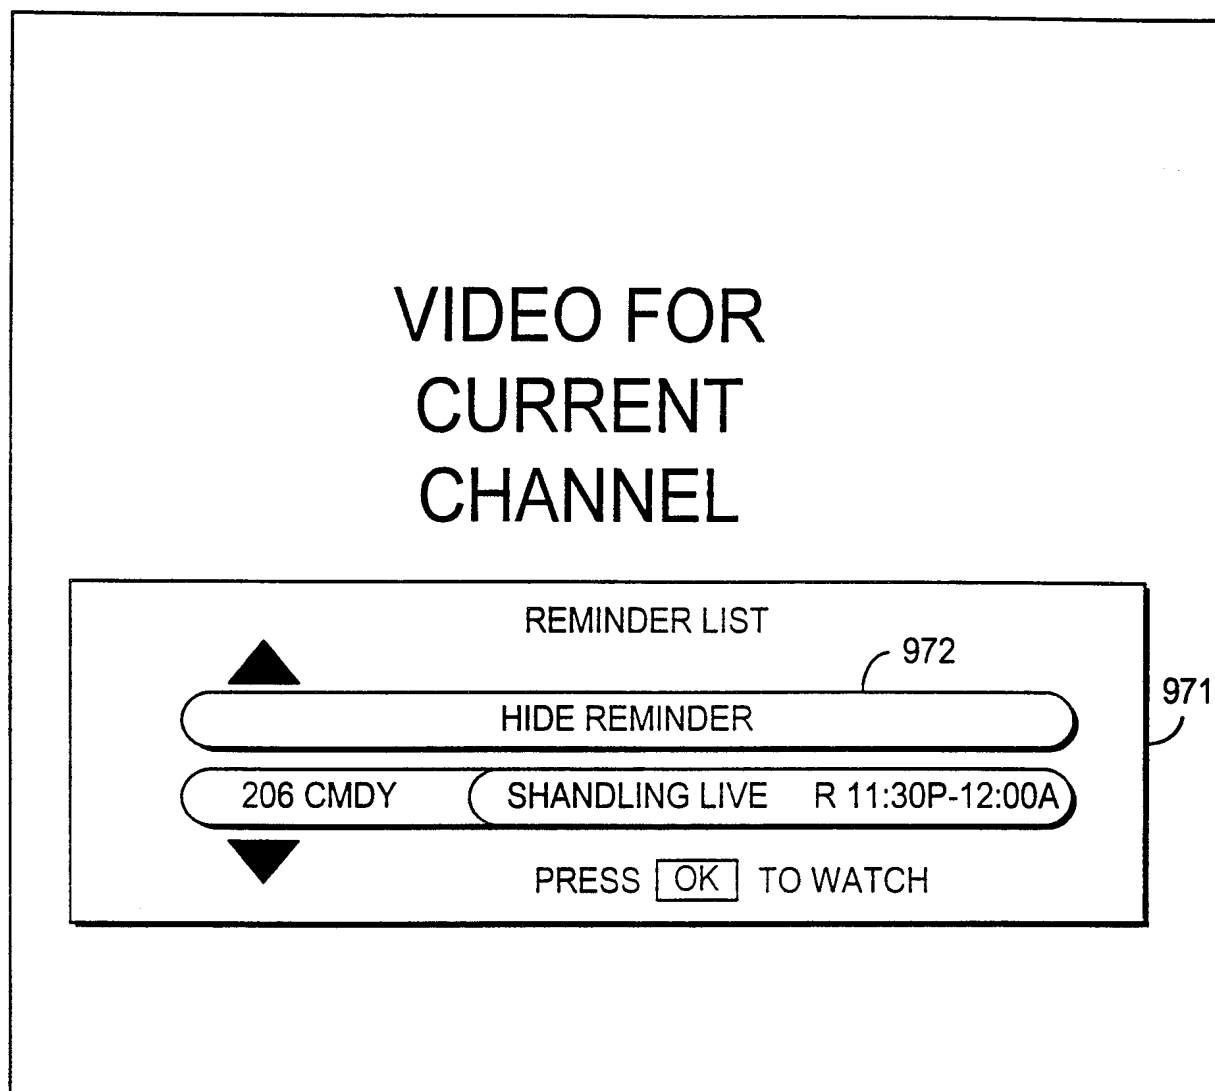 VIDEO FOR
CURRENT
CHANNEL
REMINDER LIST
972
971
HIDE REMINDER
206 CMDY SHANDLING LIVE R 11:30P-12:00A
PRESS OK TO WATCH